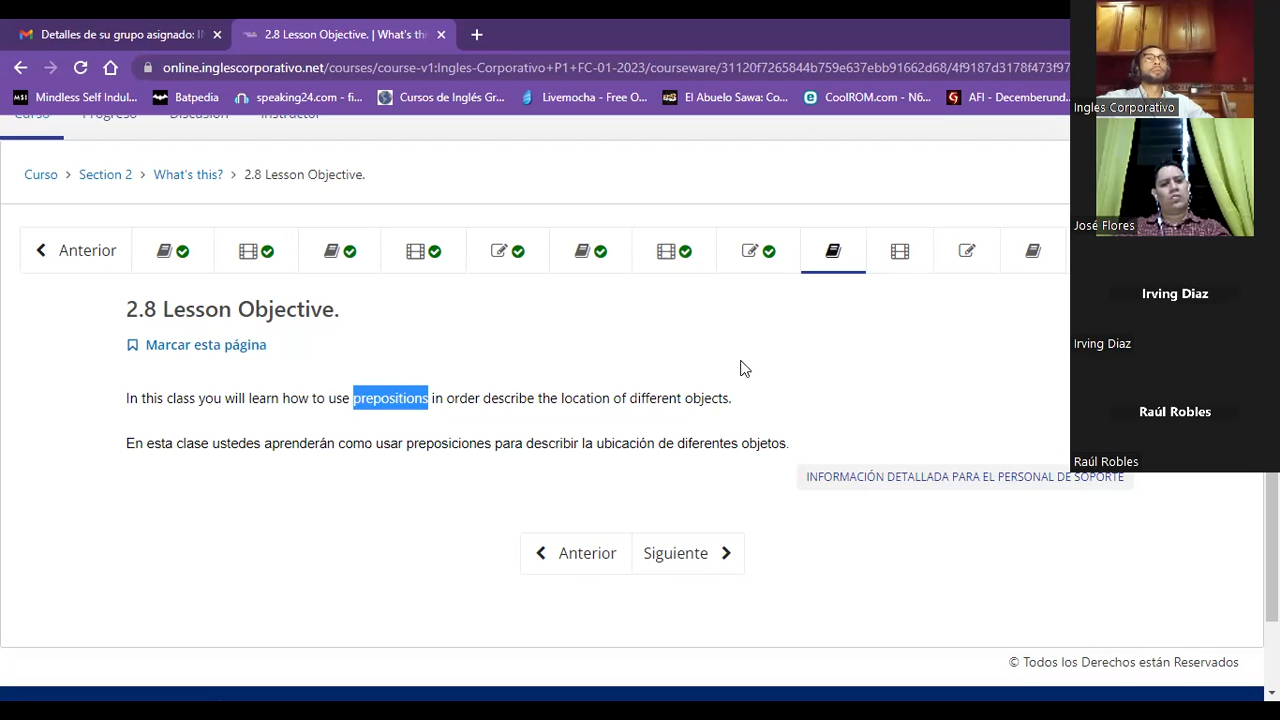 Detalles de su grupo asignado: I
2.8 Lesson Objective. | What's thi
online.inglescorporativo.net/courses/course-v1:Ingles-Corporativo+P1+FC-01-2023/courseware/31120f7265844b759e637ebb91662d68/4f9187d3178f473f97
Mindless Self Indul...
Batpedia
speaking24.com - fi...
Cursos de Inglés Gr...
Livemocha - Free O...
El Abuelo Sawa: Co...
CoolROM.com - N6...
AFI - Decemberund
Curso Progreso Discusión Instructor
Curso > Section 2 > What's this? > 2.8 Lesson Objective.
Anterior
2.8 Lesson Objective.
Marcar esta página
In this class you will learn how to use prepositions in order describe the location of different objects.
En esta clase ustedes aprenderán como usar preposiciones para describir la ubicación de diferentes objetos.
INFORMACIÓN DETALLADA PARA EL PERSONAL DE SOPORTE
Anterior
Siguiente
© Todos los Derechos están Reservados
Ingles Corporativo
José Flores
Irving Diaz
Irving Diaz
Raúl Robles
Raúl Robles